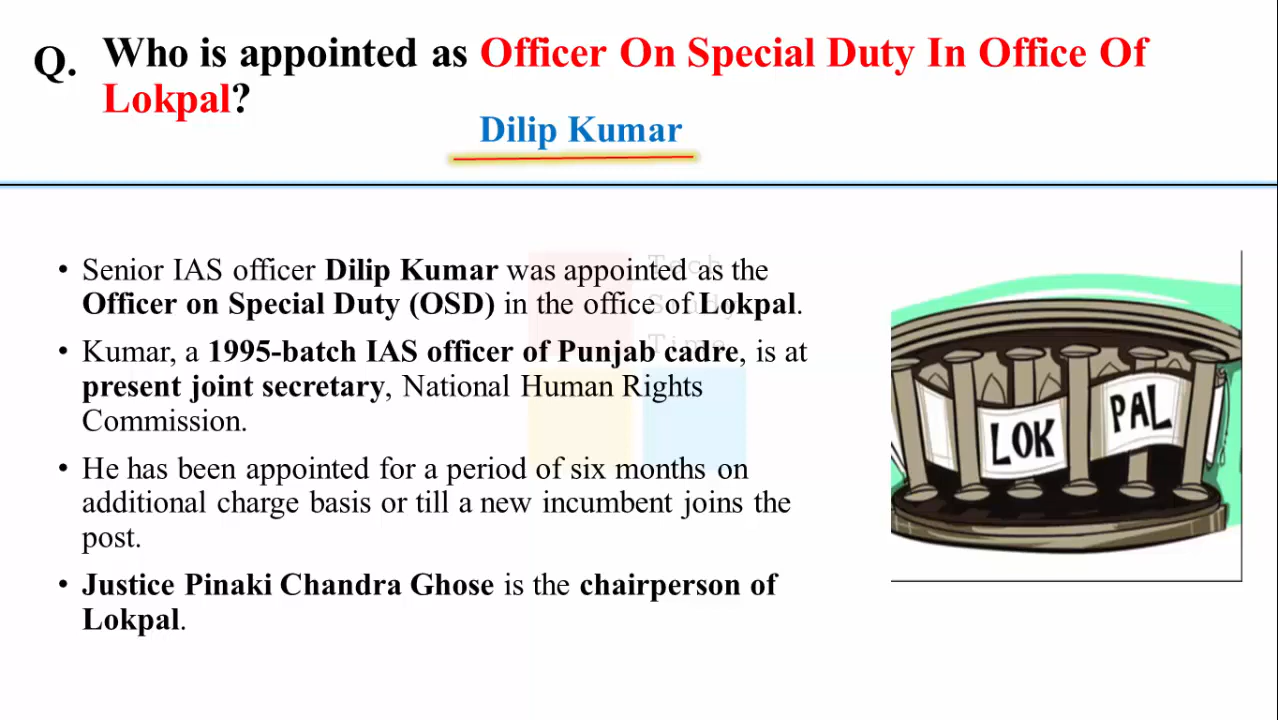 Q. Who is appointed as Officer On Special Duty In Office Of
Lokpal?
Dilip Kumar
• Senior IAS officer Dilip Kumar was appointed as the
Officer on Special Duty (OSD) in the office of Lokpal.
• Kumar, a 1995-batch IAS officer of Punjab cadre, is at
present joint secretary, National Human Rights
Commission.
• He has been appointed for a period of six months on
additional charge basis or till a new incumbent joins the
post.
• Justice Pinaki Chandra Ghose is the chairperson of
Lokpal.
Tech
Study
Time
LOK
PAL